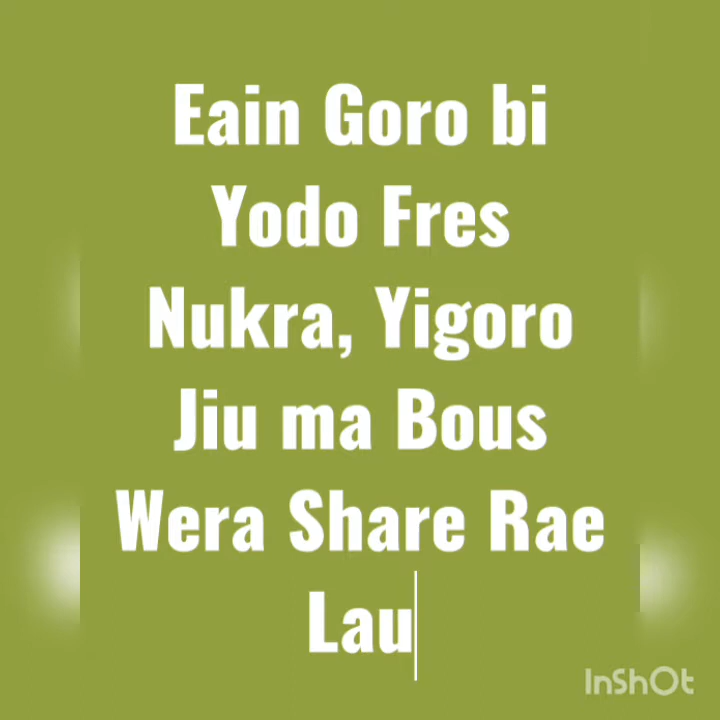 Eain Goro bi
Yodo Fres
Nukra, Yigoro
Jiu ma Bous
Wera Share Rae
Lau
InShOt